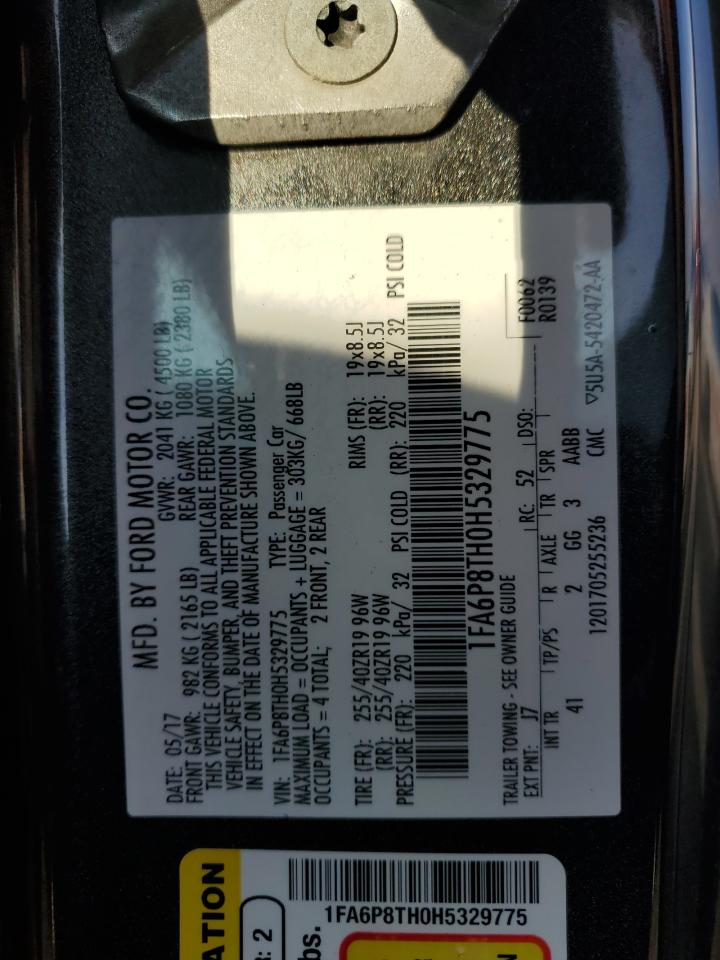 MFD. BY FORD MOTOR CO.
DATE: 05/17 GVWR: 2041 KG ( 4500 LB)
FRONT GAWR: 982 KG ( 2165 LB) REAR GAWR: 1080 KG ( 2380 LB)
THIS VEHICLE CONFORMS TO ALL APPLICABLE FEDERAL MOTOR
VEHICLE SAFETY, BUMPER, AND THEFT PREVENTION STANDARDS
IN EFFECT ON THE DATE OF MANUFACTURE SHOWN ABOVE.
VIN: 1FA6P8TH0H5329775 TYPE: Passenger Car
MAXIMUM LOAD = OCCUPANTS + LUGGAGE = 303KG/ 668LB
OCCUPANTS = 4 TOTAL; 2 FRONT, 2 REAR
TIRE (FR): 255/40ZR19 96W RIMS (FR): 19x8.5J
(RR): 255/40ZR19 96W (RR): 19x8.5J
PRESSURE (FR): 220 kPa/ 32 PSI COLD (RR): 220 kPa/ 32 PSI COLD
1FA6P8TH0H5329775
TRAILER TOWING - SEE OWNER GUIDE F0062
EXT PNT: J7 RC: 52 DSO: R0139
INT TR TP/PS R AXLE TR SPR
41 2 GG 3 AABB
1201705255236 CMC ▽5U5A-5420472-AA
ATION
R: 2
bs.
1FA6P8TH0H5329775